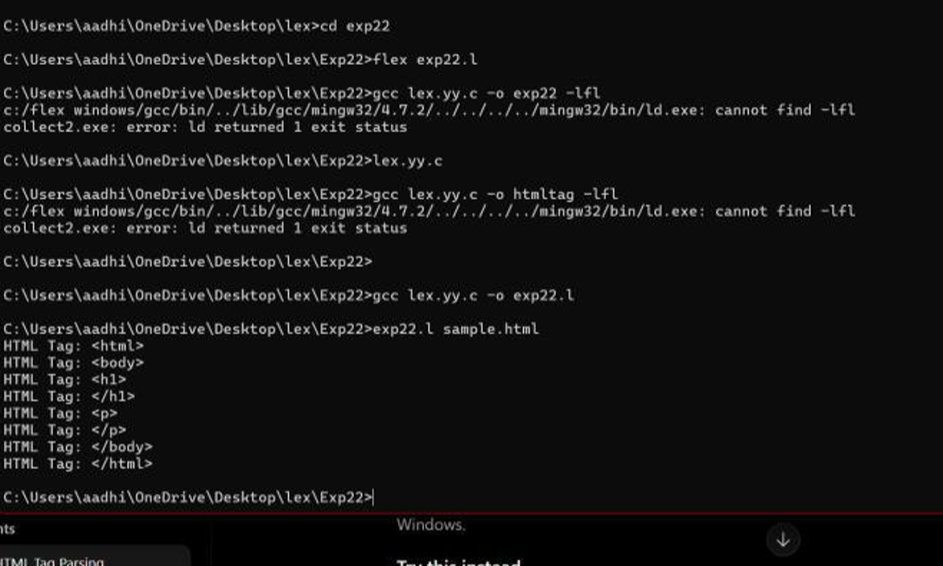 C:\Users\aadhi\OneDrive\Desktop\lex>cd exp22
C:\Users\aadhi\OneDrive\Desktop\lex\Exp22>flex exp22.l
C:\Users\aadhi\OneDrive\Desktop\lex\Exp22>gcc lex.yy.c -o exp22 -lfl
c:/flex windows/gcc/bin/../lib/gcc/mingw32/4.7.2/../../../../mingw32/bin/ld.exe: cannot find -lfl
collect2.exe: error: ld returned 1 exit status
C:\Users\aadhi\OneDrive\Desktop\lex\Exp22>lex.yy.c
C:\Users\aadhi\OneDrive\Desktop\lex\Exp22>gcc lex.yy.c -o htmltag -lfl
c:/flex windows/gcc/bin/../lib/gcc/mingw32/4.7.2/../../../../mingw32/bin/ld.exe: cannot find -lfl
collect2.exe: error: ld returned 1 exit status
C:\Users\aadhi\OneDrive\Desktop\lex\Exp22>
C:\Users\aadhi\OneDrive\Desktop\lex\Exp22>gcc lex.yy.c -o exp22.l
C:\Users\aadhi\OneDrive\Desktop\lex\Exp22>exp22.l sample.html
HTML Tag: <html>
HTML Tag: <body>
HTML Tag: <h1>
HTML Tag: </h1>
HTML Tag: <p>
HTML Tag: </p>
HTML Tag: </body>
HTML Tag: </html>
C:\Users\aadhi\OneDrive\Desktop\lex\Exp22>
Windows.
nts
HTML Tag Parsing
Try this instead